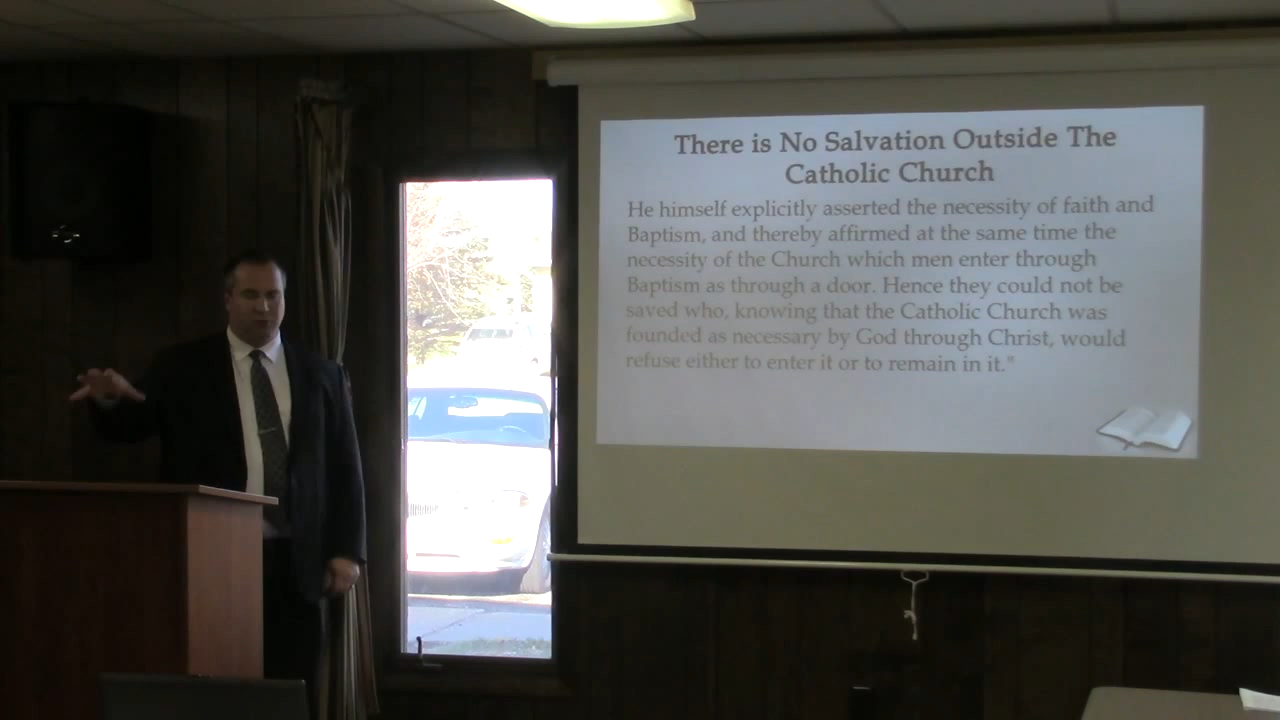 There is No Salvation Outside The
Catholic Church
He himself explicitly asserted the necessity of faith and
Baptism, and thereby affirmed at the same time the
necessity of the Church which men enter through
Baptism as through a door. Hence they could not be
saved who, knowing that the Catholic Church was
founded as necessary by God through Christ, would
refuse either to enter it or to remain in it."